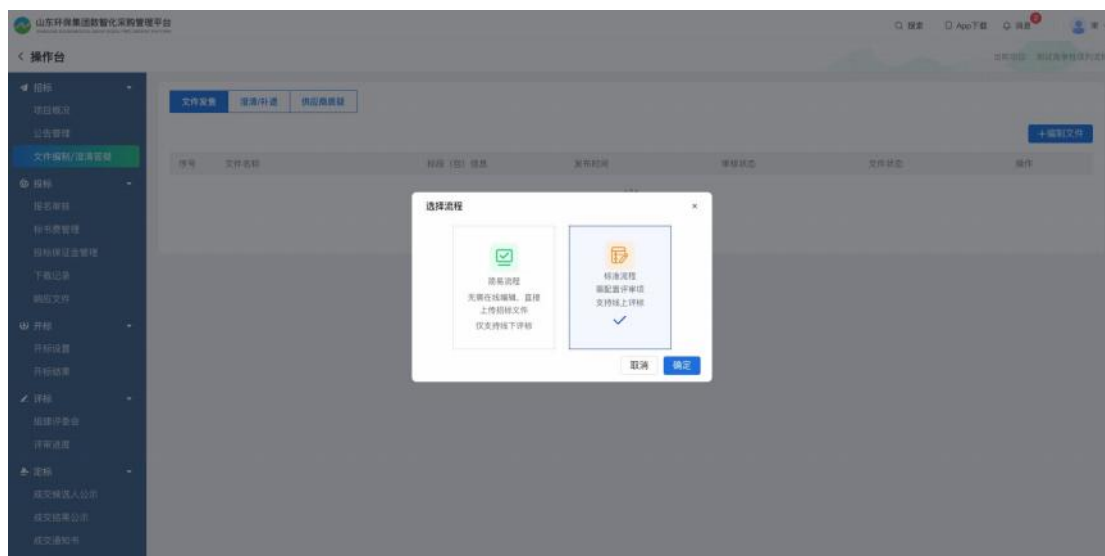 山东环保集团数智化采购管理平台
搜索 App下载 消息 2
< 操作台
招标
项目概况
公告管理
文件编制/澄清答疑
投标
报名审核
标书费管理
投标保证金管理
下载记录
响应文件
开标
开标设置
开标结果
评标
组建评委会
评审进度
定标
成交候选人公示
成交结果公示
成交通知书
文件发售 澄清/补遗 供应商质疑
+编制文件
序号 文件名称 标段（包）信息 发布时间 审核状态 文件状态 操作
选择流程 ×
简易流程
无需在线编辑，直接
上传招标文件
仅支持线下评标
标准流程
需配置评审项
支持线上评标
取消 确定